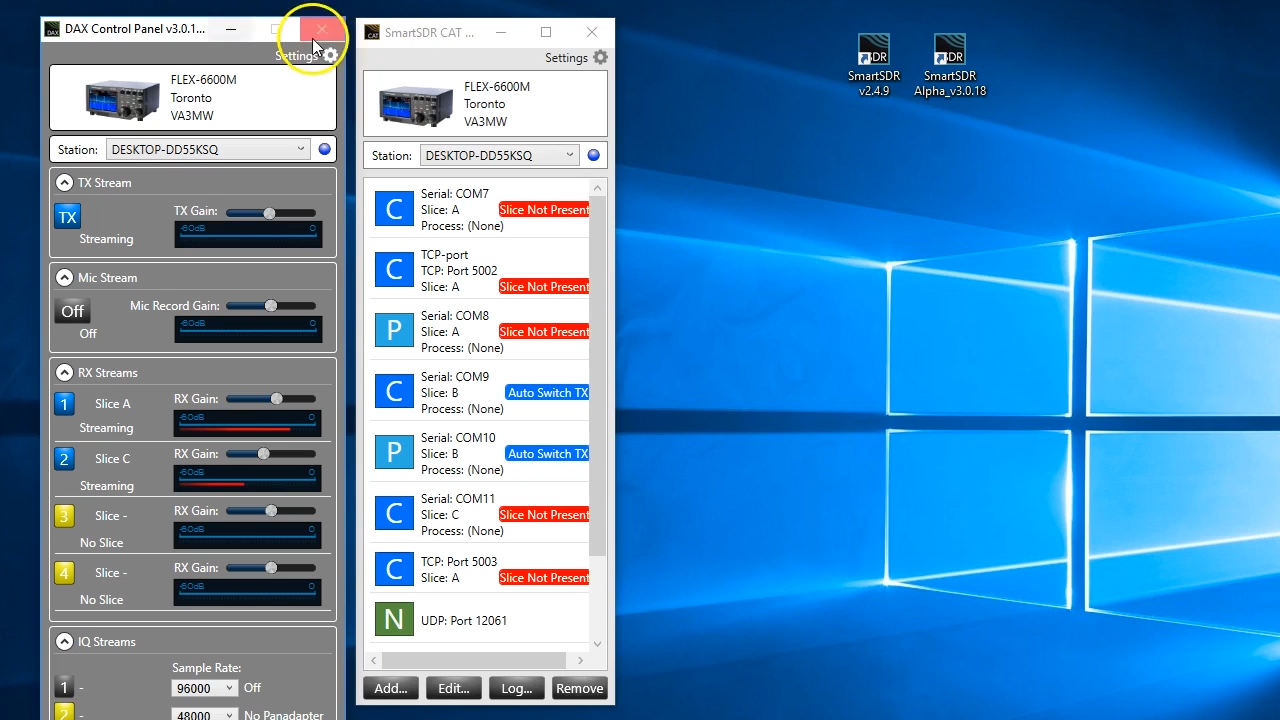 DAX Control Panel v3.0.1...
Settings
FLEX-6600M
Toronto
VA3MW
Station: DESKTOP-DD55KSQ
TX Stream
TX
TX Gain:
-60dB 0
Streaming
Mic Stream
Off
Mic Record Gain:
-60dB 0
Off
RX Streams
1 Slice A RX Gain:
-60dB 0
Streaming
2 Slice C RX Gain:
-60dB 0
Streaming
3 Slice - RX Gain:
-60dB 0
No Slice
4 Slice - RX Gain:
-60dB 0
No Slice
IQ Streams
Sample Rate:
1 - 96000 Off
2 - 48000 No Panadapter
CAT
SmartSDR CAT ...
Settings
FLEX-6600M
Toronto
VA3MW
Station: DESKTOP-DD55KSQ
C
Serial: COM7
Slice: A Slice Not Present
Process: (None)
C
TCP-port
TCP: Port 5002
Slice: A Slice Not Present
P
Serial: COM8
Slice: A Slice Not Present
Process: (None)
C
Serial: COM9
Slice: B Auto Switch TX
Process: (None)
P
Serial: COM10
Slice: B Auto Switch TX
Process: (None)
C
Serial: COM11
Slice: C Slice Not Present
Process: (None)
C
TCP: Port 5003
Slice: A Slice Not Present
N
UDP: Port 12061
Add... Edit... Log... Remove
SDR
SmartSDR
v2.4.9
SDR
SmartSDR
Alpha_v3.0.18